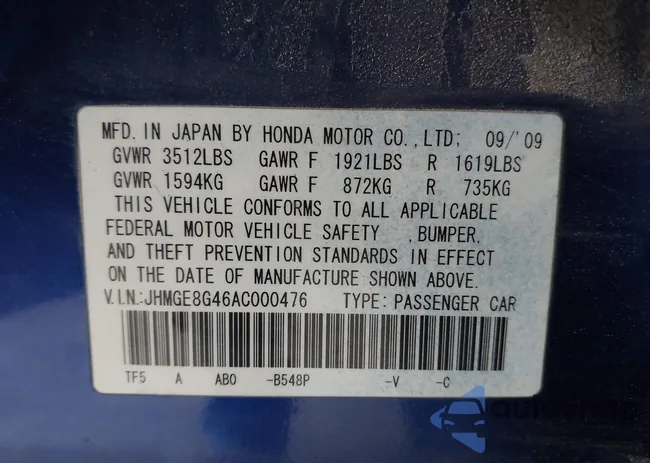 MFD. IN JAPAN BY HONDA MOTOR CO.,LTD; 09/'09
GVWR 3512LBS GAWR F 1921LBS R 1619LBS
GVWR 1594KG GAWR F 872KG R 735KG
THIS VEHICLE CONFORMS TO ALL APPLICABLE
FEDERAL MOTOR VEHICLE SAFETY ,BUMPER,
AND THEFT PREVENTION STANDARDS IN EFFECT
ON THE DATE OF MANUFACTURE SHOWN ABOVE.
V.I.N.:JHMGE8G46AC000476 TYPE: PASSENGER CAR
TF5 A AB0 -B548P -V -C